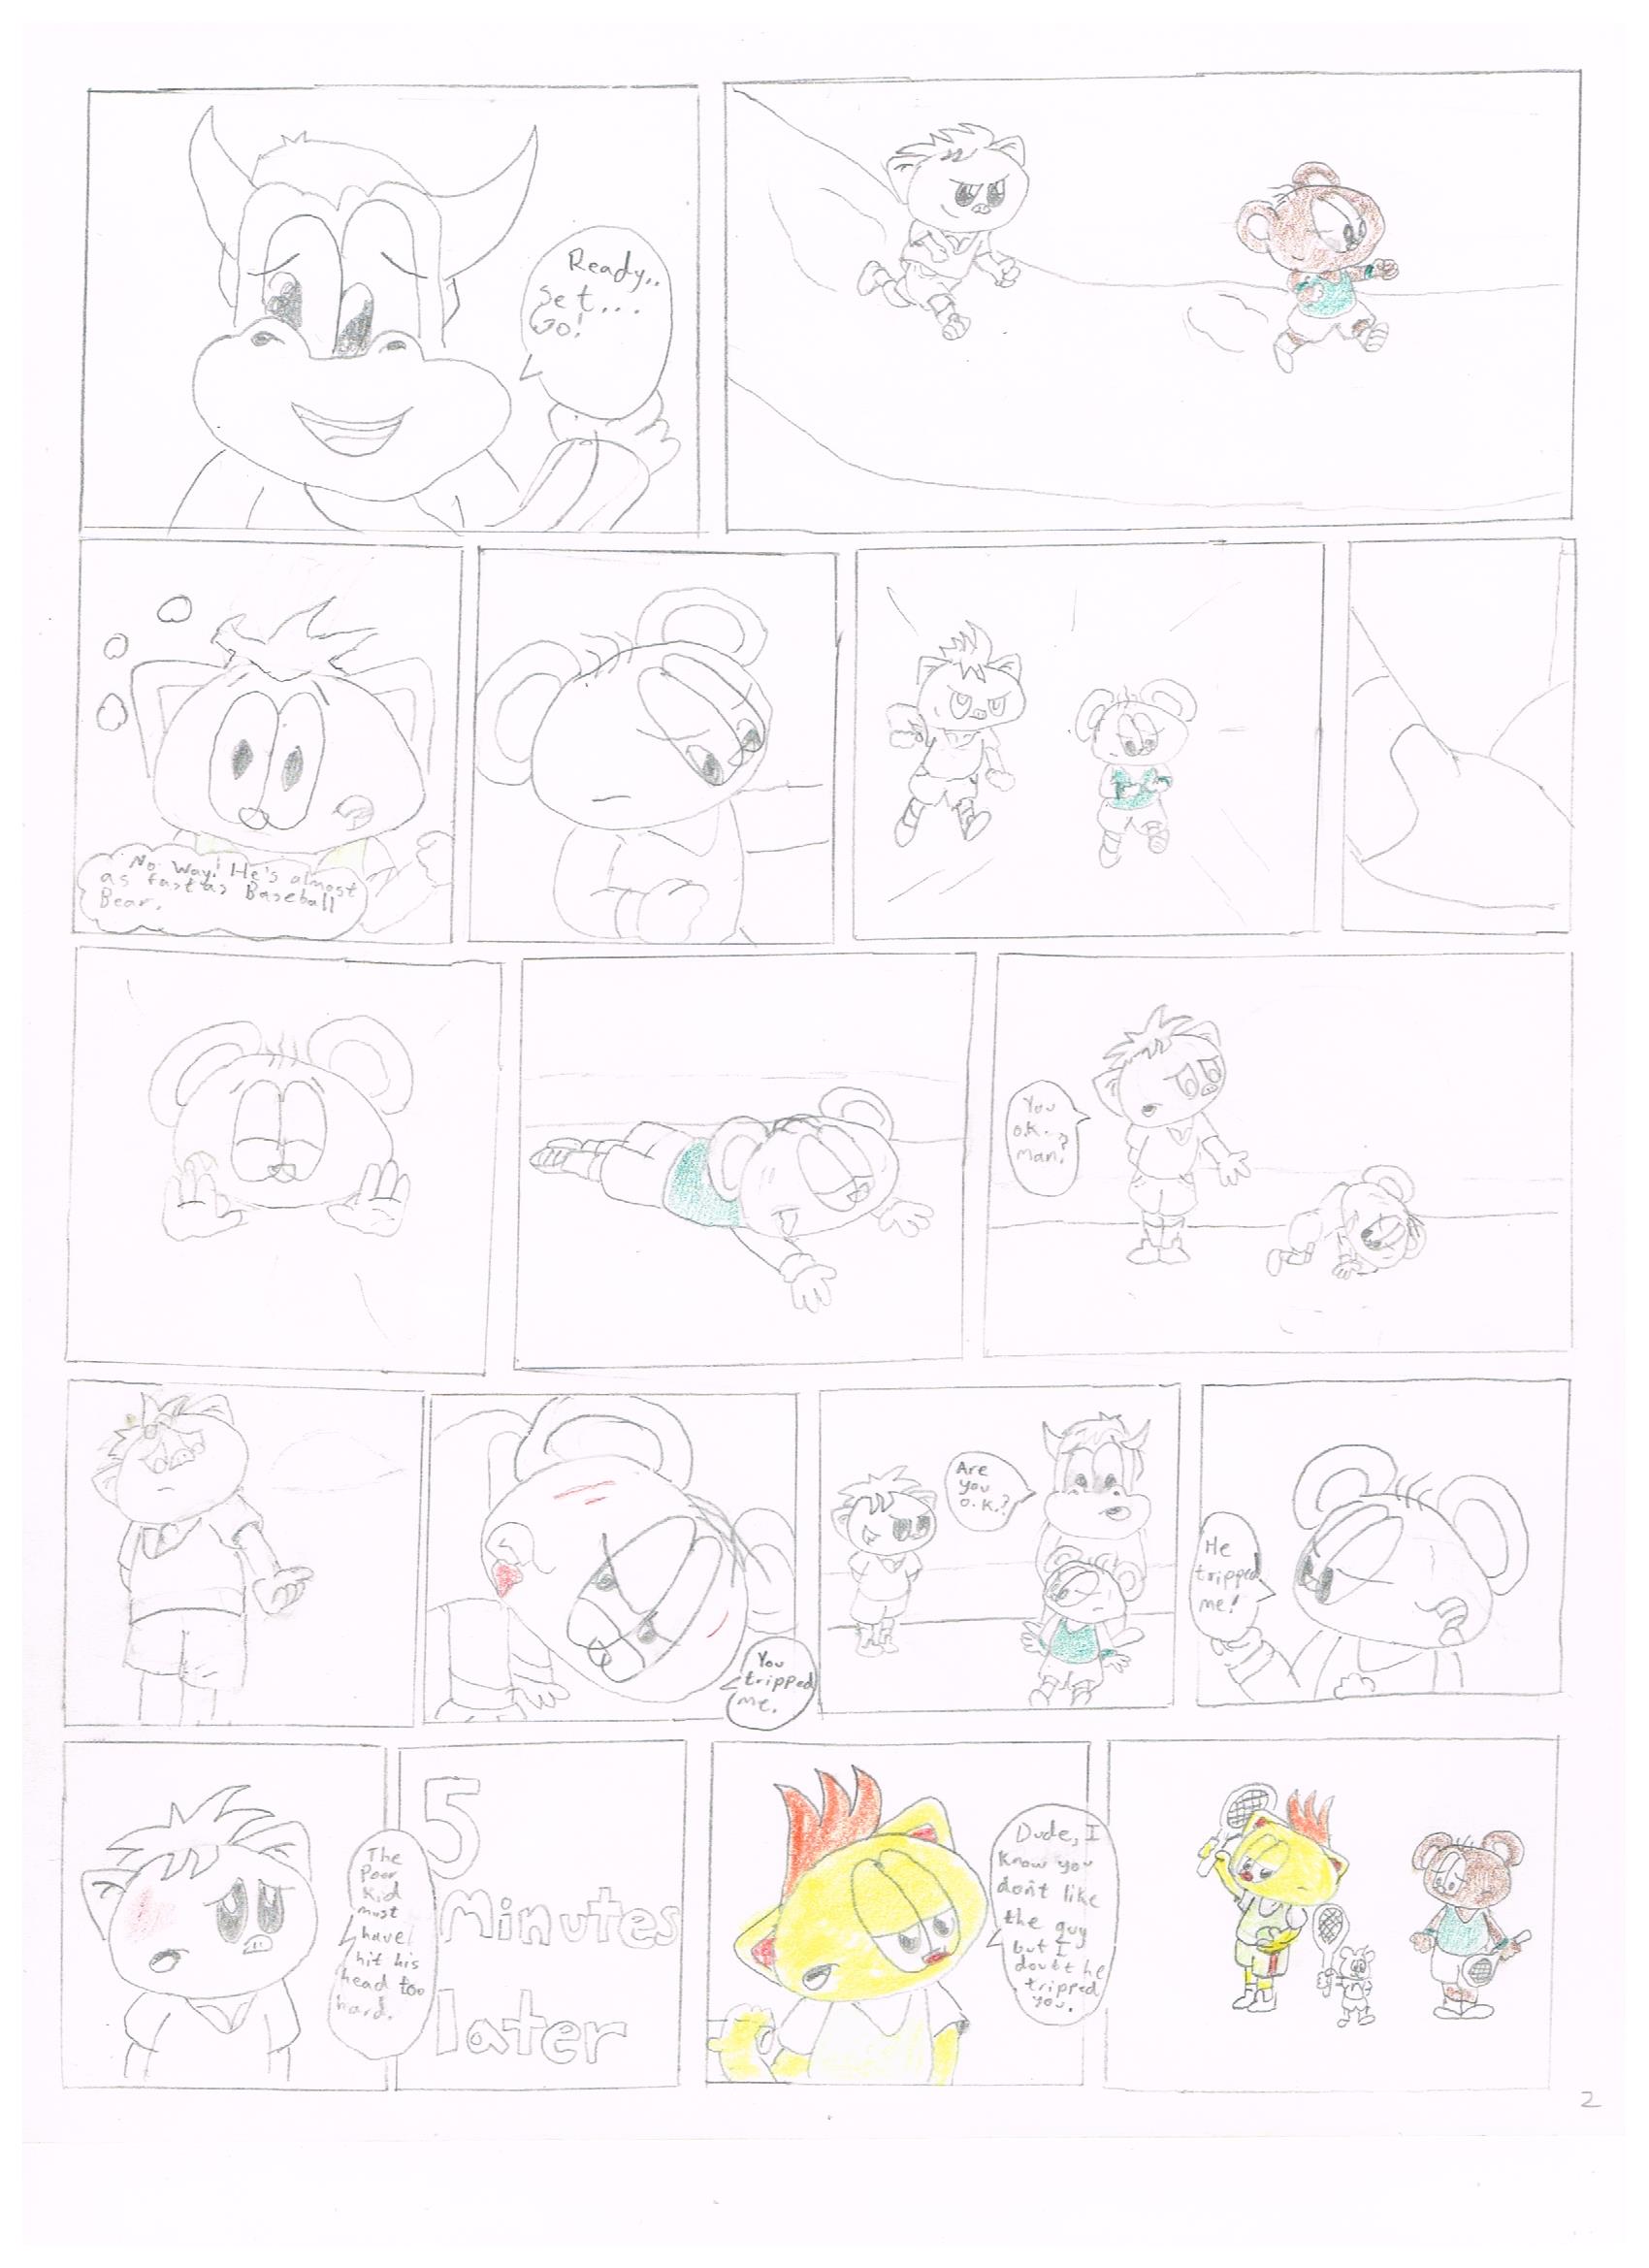 Ready..
set...
Go!
No Way! He's almost
as fast as Baseball
Bear.
You
o.k.
man?
You
tripped
me.
Are
you
o.k.?
He
tripped
me!
The
Poor
kid
must
have
hit his
head too
hard.
5
Minutes
later
Dude, I
know you
don't like
the guy
but I
doubt he
tripped
you.
2